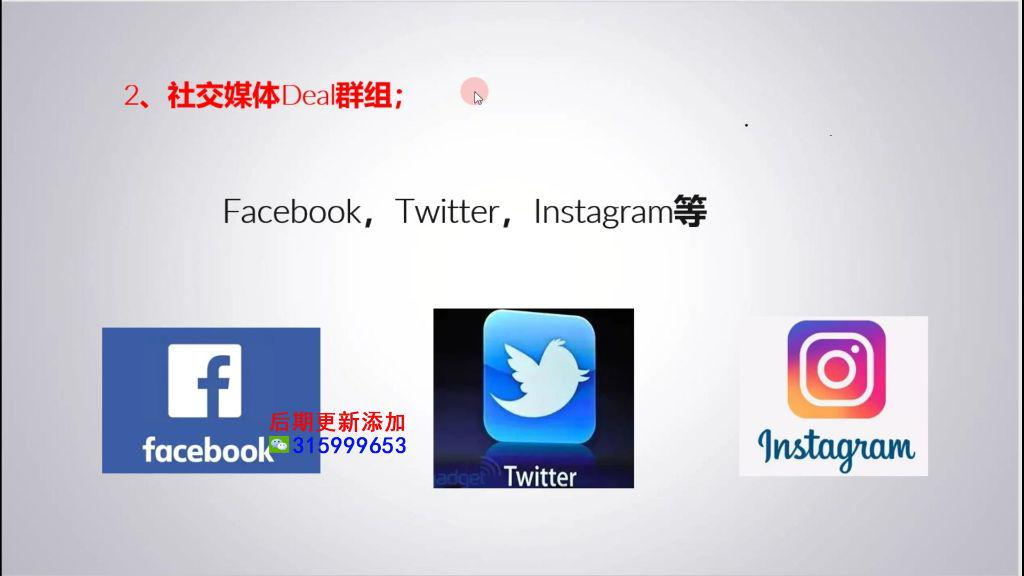 2、社交媒体Deal群组；
Facebook，Twitter，Instagram等
facebook
后期更新添加
315999653
adget
Twitter
Instagram